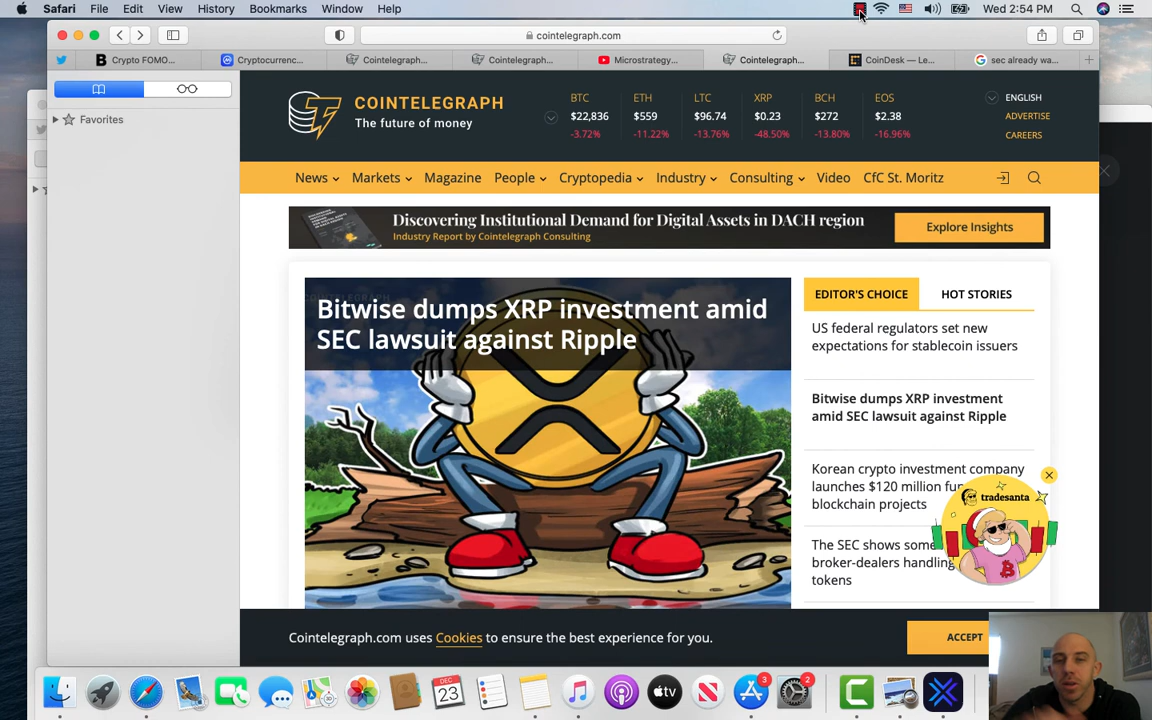 Safari File Edit View History Bookmarks Window Help
Wed 2:54 PM
cointelegraph.com
Crypto FOMO...
Cryptocurrenc...
Cointelegraph...
Cointelegraph...
Microstrategy...
Cointelegraph...
CoinDesk — Le...
sec already wa...
Favorites
COINTELEGRAPH
The future of money
BTC ETH LTC XRP BCH EOS
$22,836 $559 $96.74 $0.23 $272 $2.38
-3.72% -11.22% -13.76% -48.50% -13.80% -16.96%
ENGLISH
ADVERTISE
CAREERS
News Markets Magazine People Cryptopedia Industry Consulting Video CfC St. Moritz
Discovering Institutional Demand for Digital Assets in DACH region
Industry Report by Cointelegraph Consulting
Explore Insights
Bitwise dumps XRP investment amid
SEC lawsuit against Ripple
EDITOR'S CHOICE
HOT STORIES
US federal regulators set new
expectations for stablecoin issuers
Bitwise dumps XRP investment
amid SEC lawsuit against Ripple
Korean crypto investment company
launches $120 million
blockchain projects
The SEC shows
broker-dealers handling
tokens
tradesanta
Cointelegraph.com uses Cookies to ensure the best experience for you.
ACCEPT
DEC
23
tv
3
2